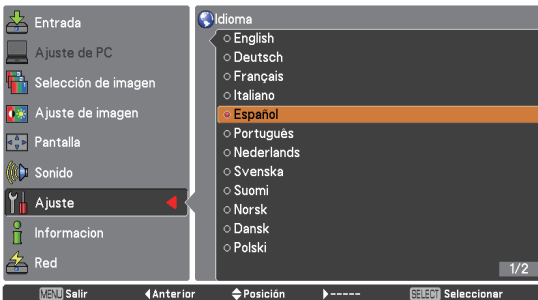 Entrada
Ajuste de PC
Selección de imagen
Ajuste de imagen
Pantalla
Sonido
Ajuste
Informacion
Red
Idioma
English
Deutsch
Français
Italiano
Español
Português
Nederlands
Svenska
Suomi
Norsk
Dansk
Polski
1/2
MENU Salir Anterior Posición ----- SELECT Seleccionar